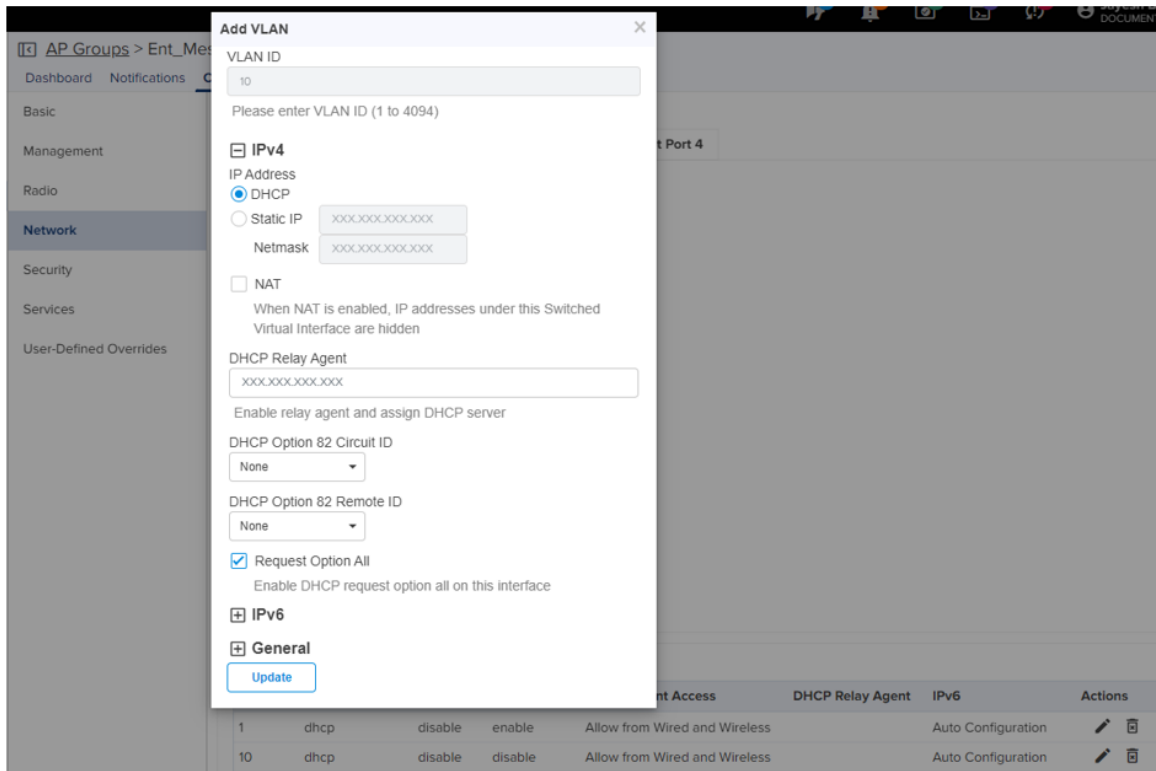 Add VLAN
DOCUMENT
AP Groups > Ent_Mes
Dashboard Notifications
Basic
Management
Radio
Network
Security
Services
User-Defined Overrides
VLAN ID
10
Please enter VLAN ID (1 to 4094)
IPv4
IP Address
DHCP
Static IP XXX.XXX.XXX.XXX
Netmask XXX.XXX.XXX.XXX
NAT
When NAT is enabled, IP addresses under this Switched
Virtual Interface are hidden
DHCP Relay Agent
XXX.XXX.XXX.XXX
Enable relay agent and assign DHCP server
DHCP Option 82 Circuit ID
None
DHCP Option 82 Remote ID
None
Request Option All
Enable DHCP request option all on this interface
IPv6
General
Update
t Port 4
nt Access DHCP Relay Agent IPv6 Actions
1 dhcp disable enable Allow from Wired and Wireless Auto Configuration
10 dhcp disable disable Allow from Wired and Wireless Auto Configuration